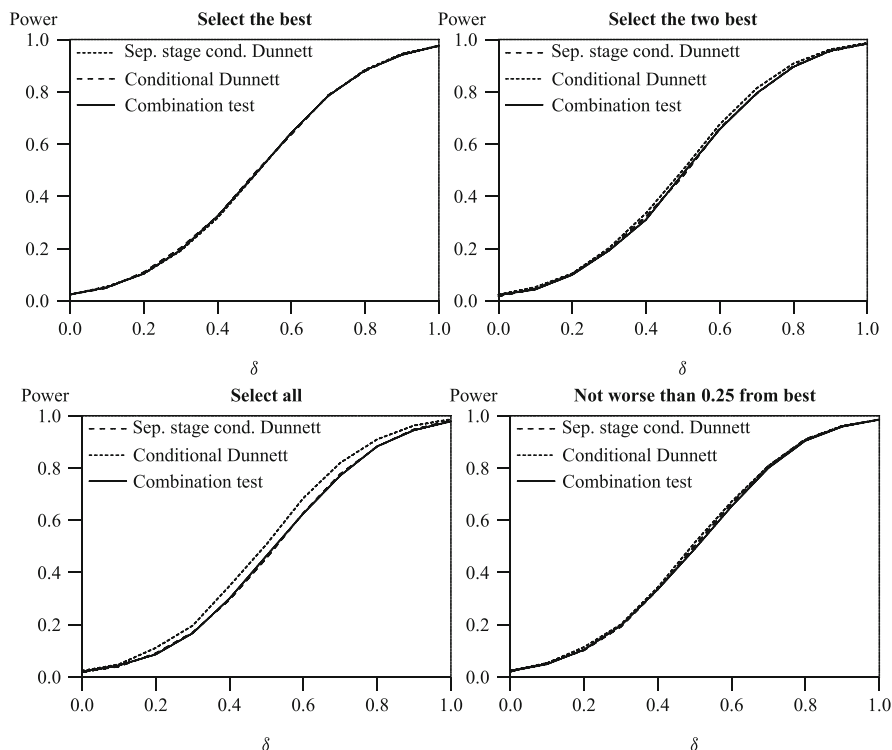 Power Select the best
1.0
0.8
0.6
0.4
0.2
0.0
Sep. stage cond. Dunnett
Conditional Dunnett
Combination test
0.0 0.2 0.4 0.6 0.8 1.0
δ
Power Select the two best
1.0
0.8
0.6
0.4
0.2
0.0
Sep. stage cond. Dunnett
Conditional Dunnett
Combination test
0.0 0.2 0.4 0.6 0.8 1.0
δ
Power Select all
1.0
0.8
0.6
0.4
0.2
0.0
Sep. stage cond. Dunnett
Conditional Dunnett
Combination test
0.0 0.2 0.4 0.6 0.8 1.0
δ
Power Not worse than 0.25 from best
1.0
0.8
0.6
0.4
0.2
0.0
Sep. stage cond. Dunnett
Conditional Dunnett
Combination test
0.0 0.2 0.4 0.6 0.8 1.0
δ